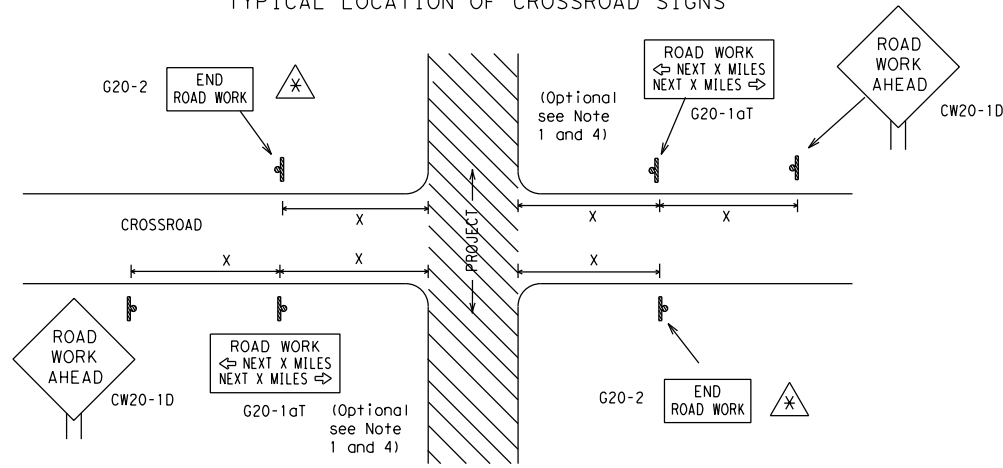 TYPICAL LOCATION OF CROSSROAD SIGNS
G20-2
END
ROAD WORK
(Optional
see Note
1 and 4)
ROAD WORK
⇦ NEXT X MILES
NEXT X MILES ⇨
G20-1aT
ROAD
WORK
AHEAD
CW20-1D
X
X
X
CROSSROAD
PROJECT
X
X
X
ROAD
WORK
AHEAD
CW20-1D
ROAD WORK
⇦ NEXT X MILES
NEXT X MILES ⇨
G20-1aT
(Optional
see Note
1 and 4)
G20-2
END
ROAD WORK